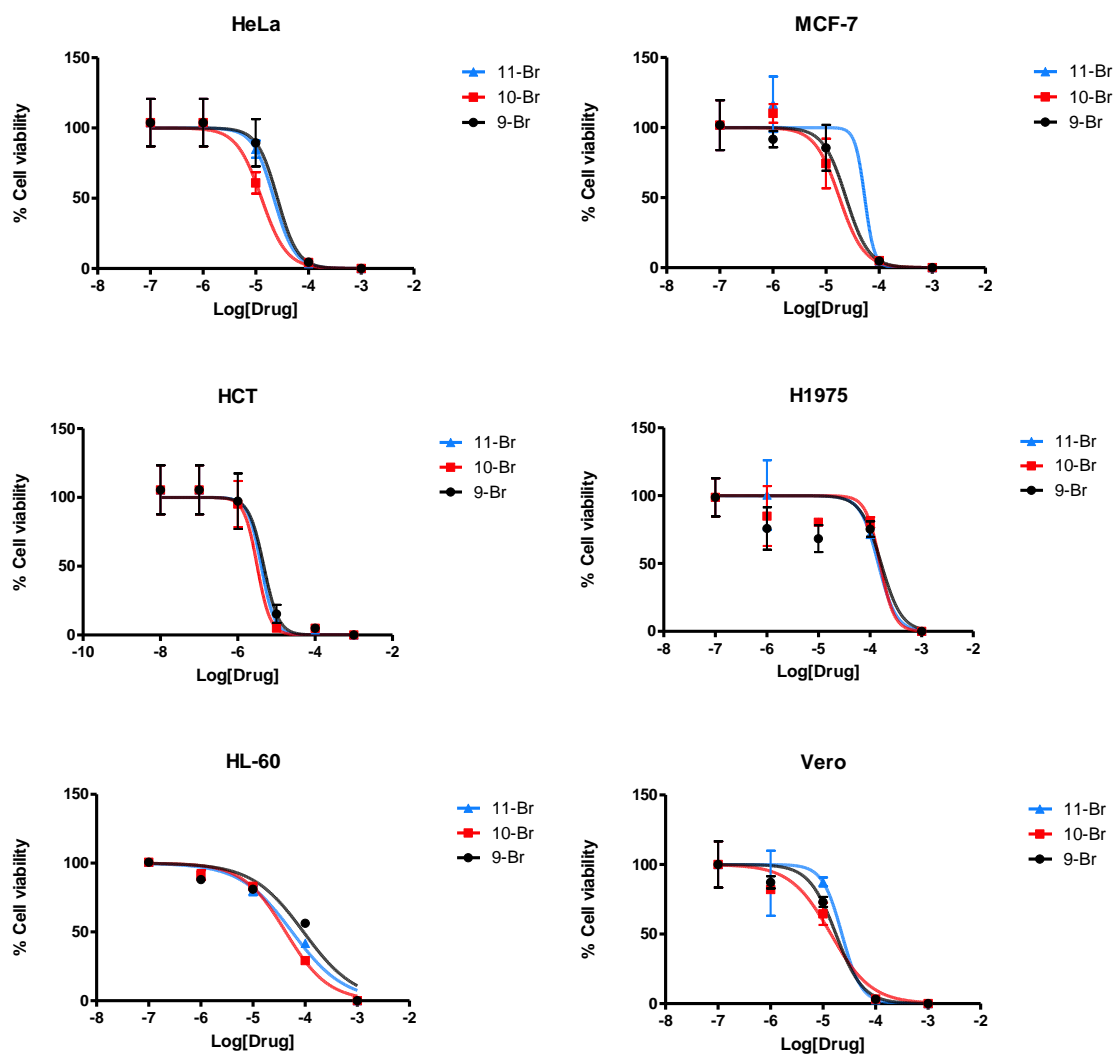 HeLa
% Cell viability
150
100
50
0
-8 -7 -6 -5 -4 -3 -2
Log[Drug]
11-Br
10-Br
9-Br
MCF-7
% Cell viability
150
100
50
0
-8 -7 -6 -5 -4 -3 -2
Log[Drug]
11-Br
10-Br
9-Br
HCT
% Cell viability
150
100
50
0
-10 -8 -6 -4 -2
Log[Drug]
11-Br
10-Br
9-Br
H1975
% Cell viability
150
100
50
0
-8 -7 -6 -5 -4 -3 -2
Log[Drug]
11-Br
10-Br
9-Br
HL-60
% Cell viability
150
100
50
0
-8 -7 -6 -5 -4 -3 -2
Log[Drug]
11-Br
10-Br
9-Br
Vero
% Cell viability
150
100
50
0
-8 -7 -6 -5 -4 -3 -2
Log[Drug]
11-Br
10-Br
9-Br